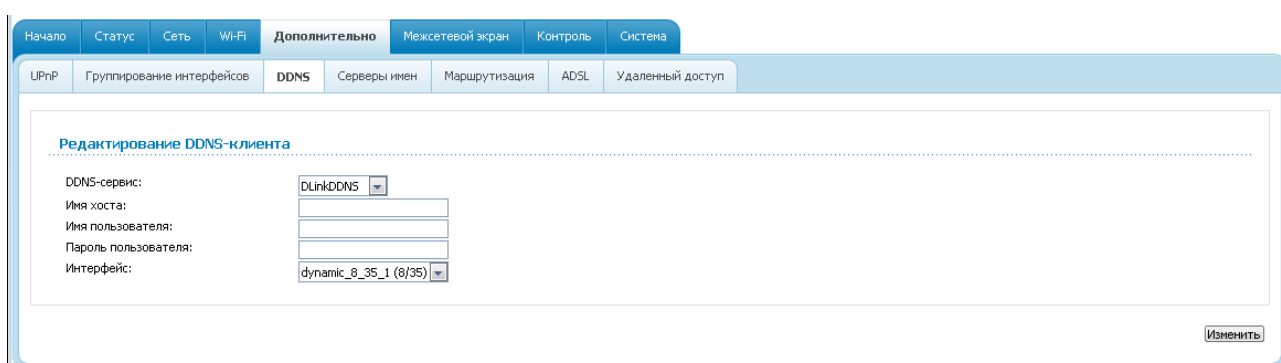 Начало Статус Сеть Wi-Fi Дополнительно Межсетевой экран Контроль Система
UPnP Группирование интерфейсов DDNS Серверы имен Маршрутизация ADSL Удаленный доступ
Редактирование DDNS-клиента
DDNS-сервис: DLinkDDNS
Имя хоста:
Имя пользователя:
Пароль пользователя:
Интерфейс: dynamic_8_35_1 (8/35)
Изменить